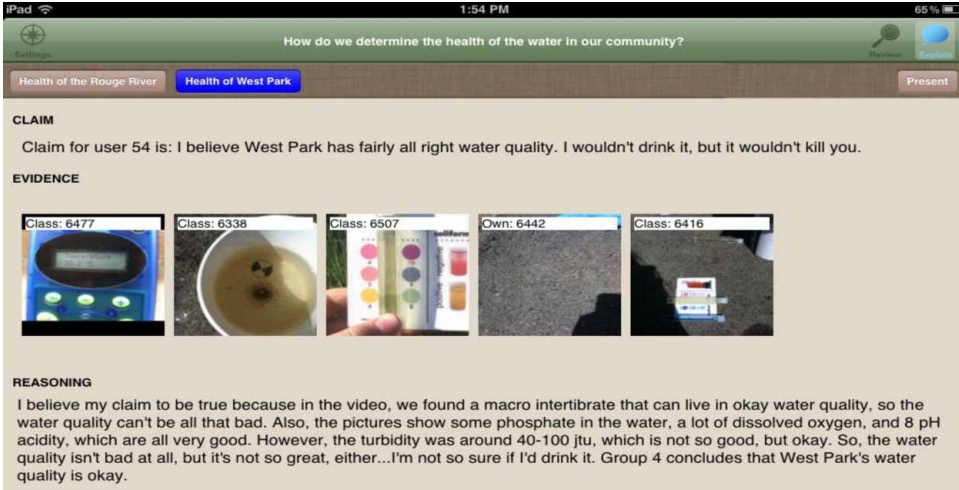 iPad 1:54 PM 65%
How do we determine the health of the water in our community?
Settings Review Explain
Health of the Rouge River Health of West Park Present
CLAIM
Claim for user 54 is: I believe West Park has fairly all right water quality. I wouldn't drink it, but it wouldn't kill you.
EVIDENCE
Class: 6477 Class: 6338 Class: 6507 Own: 6442 Class: 6416
Temperature
REASONING
I believe my claim to be true because in the video, we found a macro intertibrate that can live in okay water quality, so the
water quality can't be all that bad. Also, the pictures show some phosphate in the water, a lot of dissolved oxygen, and 8 pH
acidity, which are all very good. However, the turbidity was around 40-100 jtu, which is not so good, but okay. So, the water
quality isn't bad at all, but it's not so great, either...I'm not so sure if I'd drink it. Group 4 concludes that West Park's water
quality is okay.